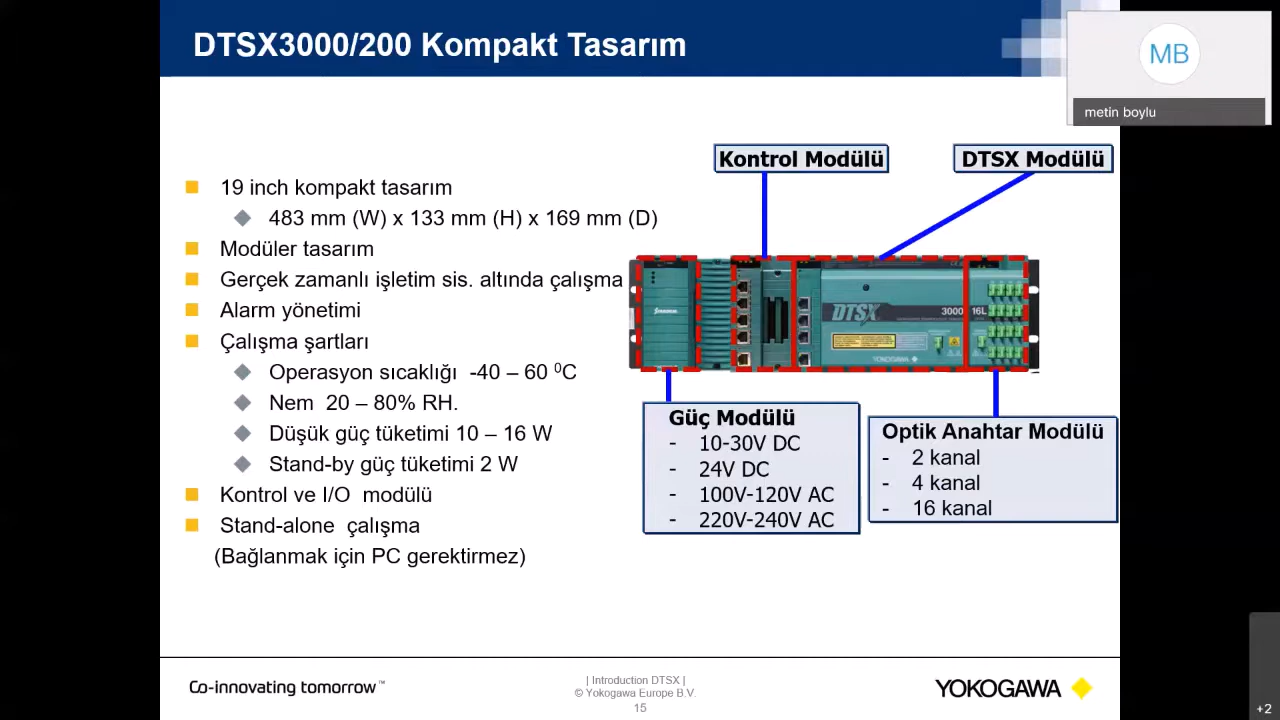 DTSX3000/200 Kompakt Tasarım
MB
metin boylu
19 inch kompakt tasarım
483 mm (W) x 133 mm (H) x 169 mm (D)
Modüler tasarım
Gerçek zamanlı işletim sis. altında çalışma
Alarm yönetimi
Çalışma şartları
Operasyon sıcaklığı -40 – 60 ⁰C
Nem 20 – 80% RH.
Düşük güç tüketimi 10 – 16 W
Stand-by güç tüketimi 2 W
Kontrol ve I/O modülü
Stand-alone çalışma
(Bağlanmak için PC gerektirmez)
Kontrol Modülü
DTSX Modülü
DTSX
3000
16L
YOKOGAWA
Güç Modülü
- 10-30V DC
- 24V DC
- 100V-120V AC
- 220V-240V AC
Optik Anahtar Modülü
- 2 kanal
- 4 kanal
- 16 kanal
Co-innovating tomorrow™
| Introduction DTSX |
© Yokogawa Europe B.V.
15
YOKOGAWA
+2